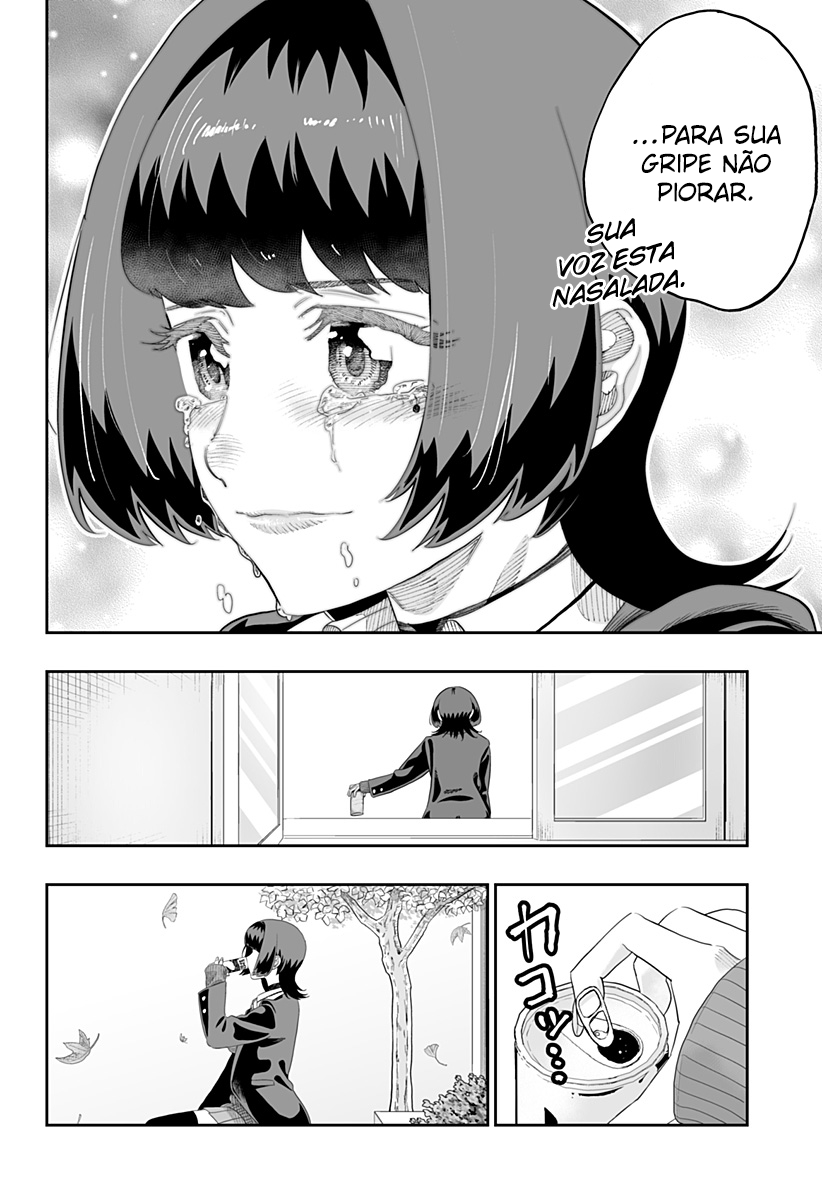 ...PARA SUA
GRIPE NÃO
PIORAR.
SUA
VOZ ESTA
NASALADA.
カコッ…